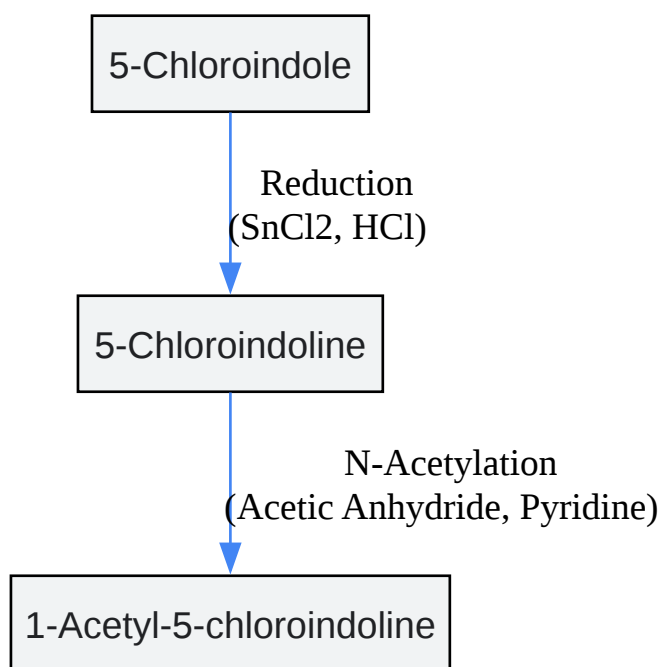 5-Chloroindole
Reduction
(SnCl2, HCl)
5-Chloroindoline
N-Acetylation
(Acetic Anhydride, Pyridine)
1-Acetyl-5-chloroindoline